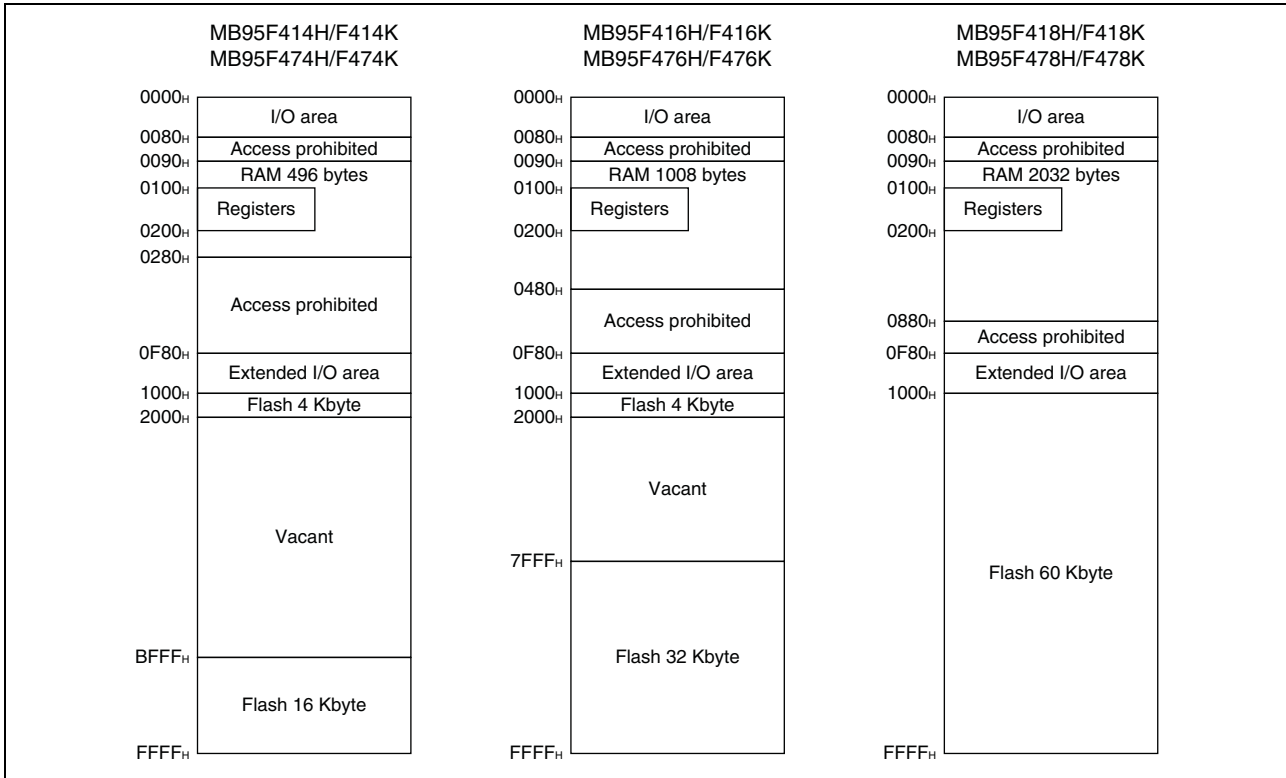 MB95F414H/F414K
MB95F474H/F474K
0000H
I/O area
0080H
Access prohibited
0090H
RAM 496 bytes
0100H
Registers
0200H
0280H
Access prohibited
0F80H
Extended I/O area
1000H
Flash 4 Kbyte
2000H
Vacant
BFFFH
Flash 16 Kbyte
FFFFH
MB95F416H/F416K
MB95F476H/F476K
0000H
I/O area
0080H
Access prohibited
0090H
RAM 1008 bytes
0100H
Registers
0200H
0480H
Access prohibited
0F80H
Extended I/O area
1000H
Flash 4 Kbyte
2000H
Vacant
7FFFH
Flash 32 Kbyte
FFFFH
MB95F418H/F418K
MB95F478H/F478K
0000H
I/O area
0080H
Access prohibited
0090H
RAM 2032 bytes
0100H
Registers
0200H
0880H
Access prohibited
0F80H
Extended I/O area
1000H
Flash 60 Kbyte
FFFFH